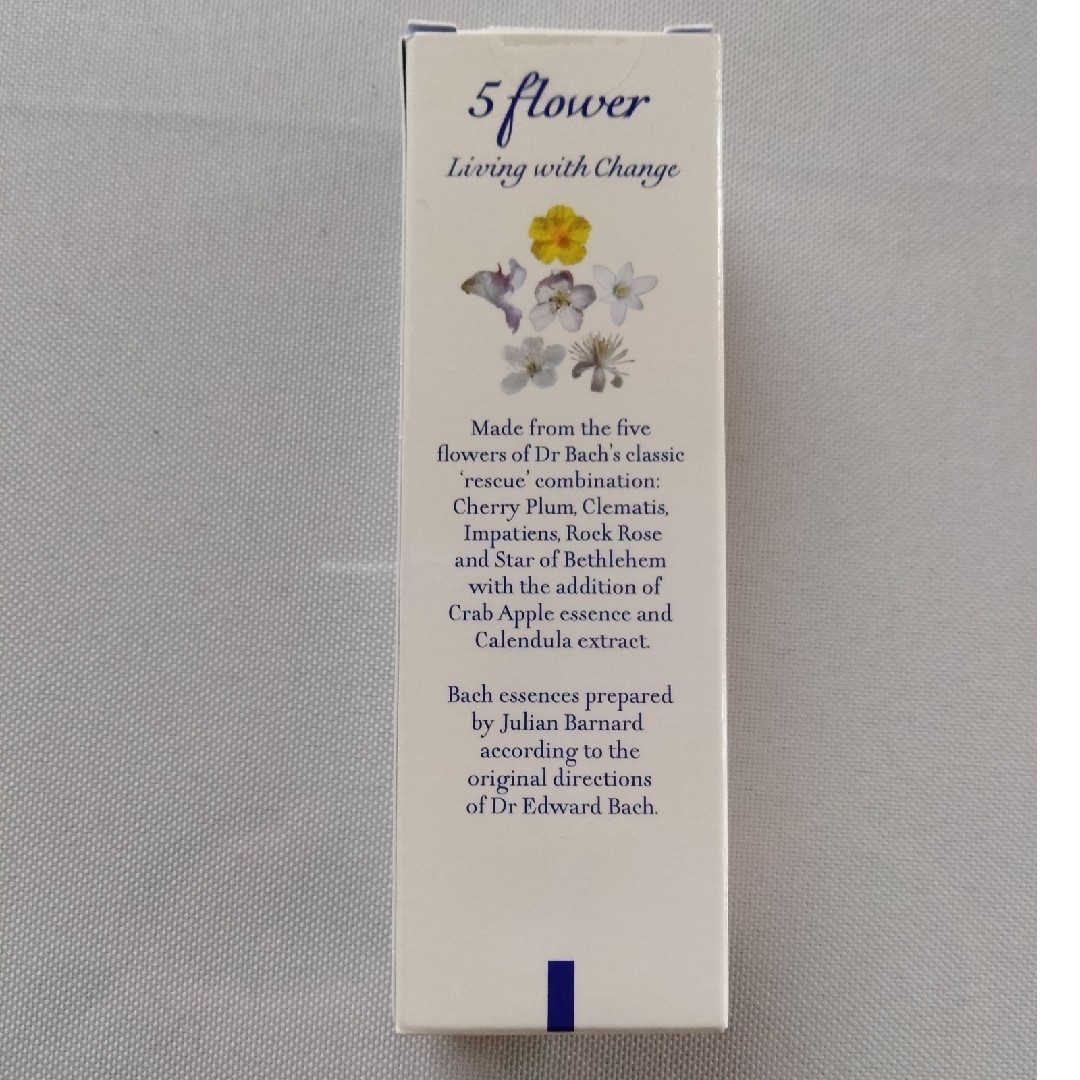 5 flower
Living with Change
Made from the five
flowers of Dr Bach's classic
'rescue' combination:
Cherry Plum, Clematis,
Impatiens, Rock Rose
and Star of Bethlehem
with the addition of
Crab Apple essence and
Calendula extract.
Bach essences prepared
by Julian Barnard
according to the
original directions
of Dr Edward Bach.